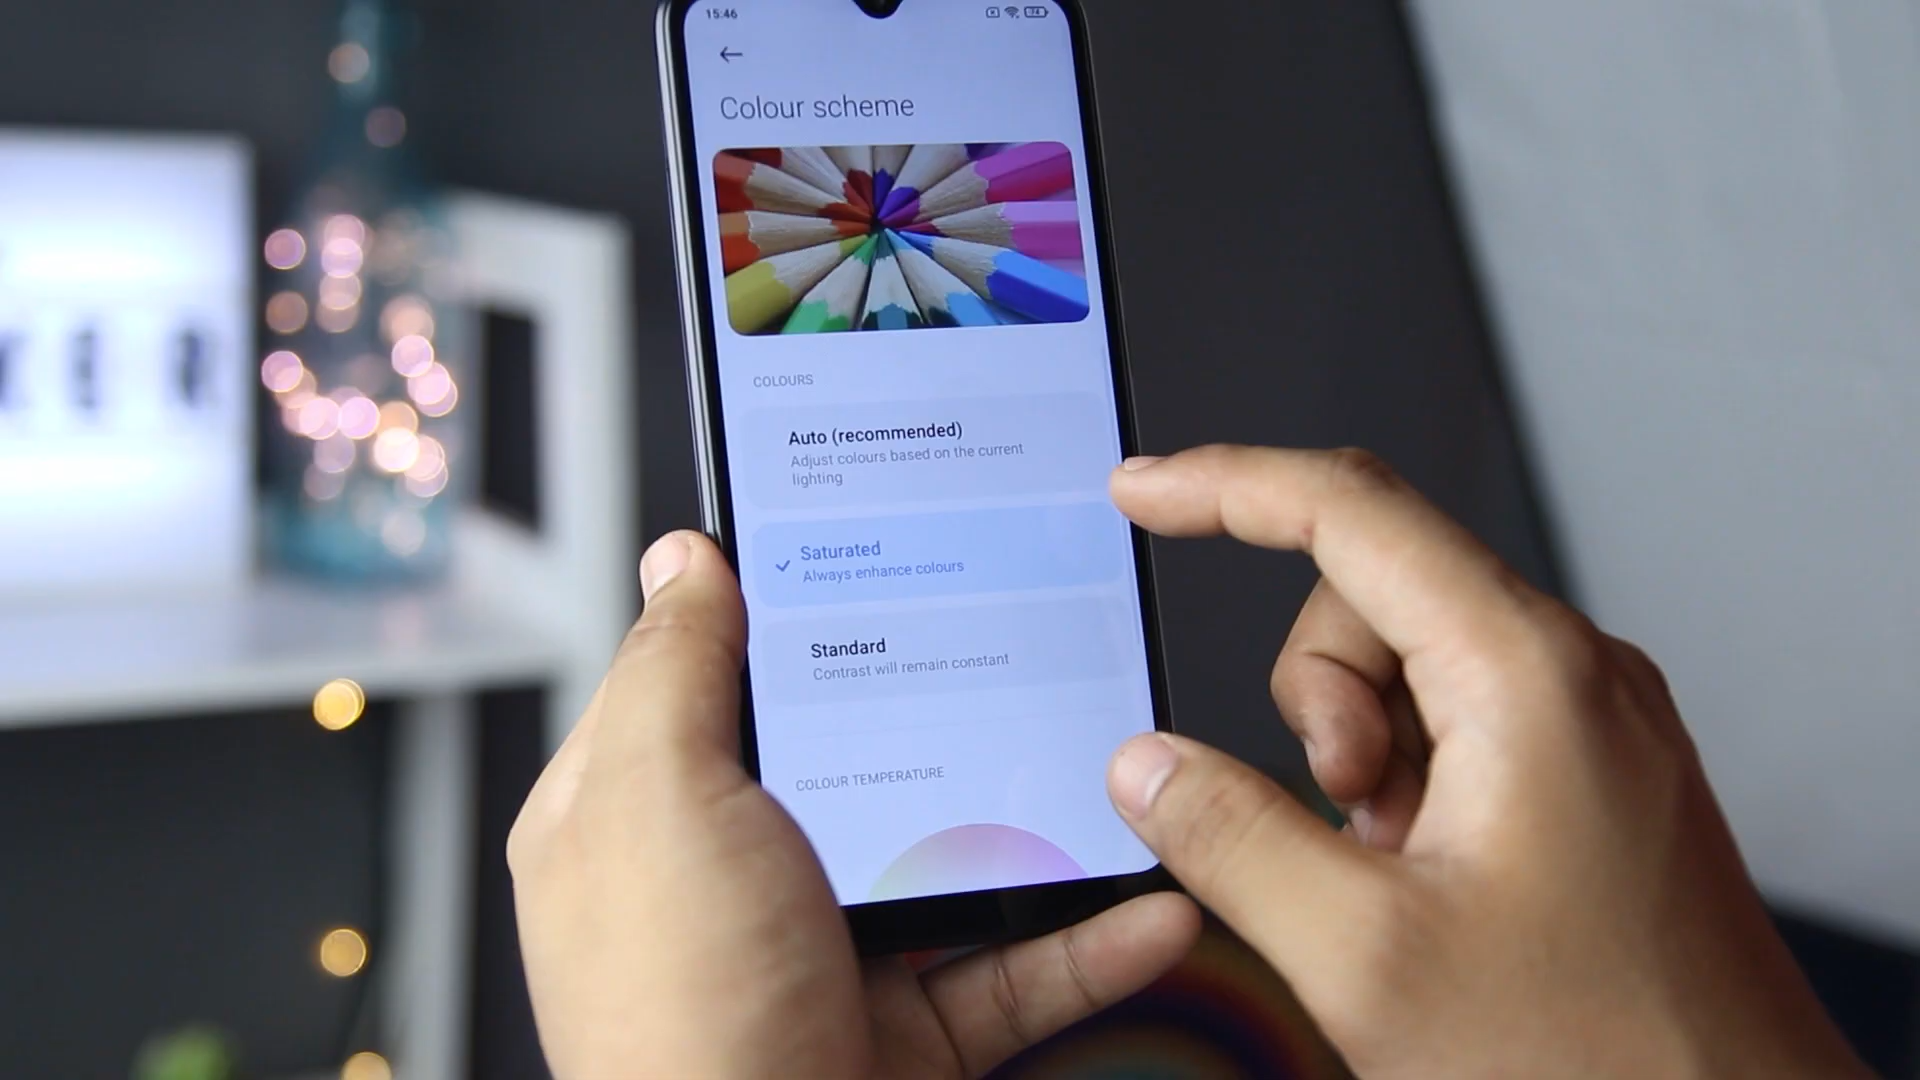 15:46
74
Colour scheme
COLOURS
Auto (recommended)
Adjust colours based on the current
lighting
Saturated
Always enhance colours
Standard
Contrast will remain constant
COLOUR TEMPERATURE